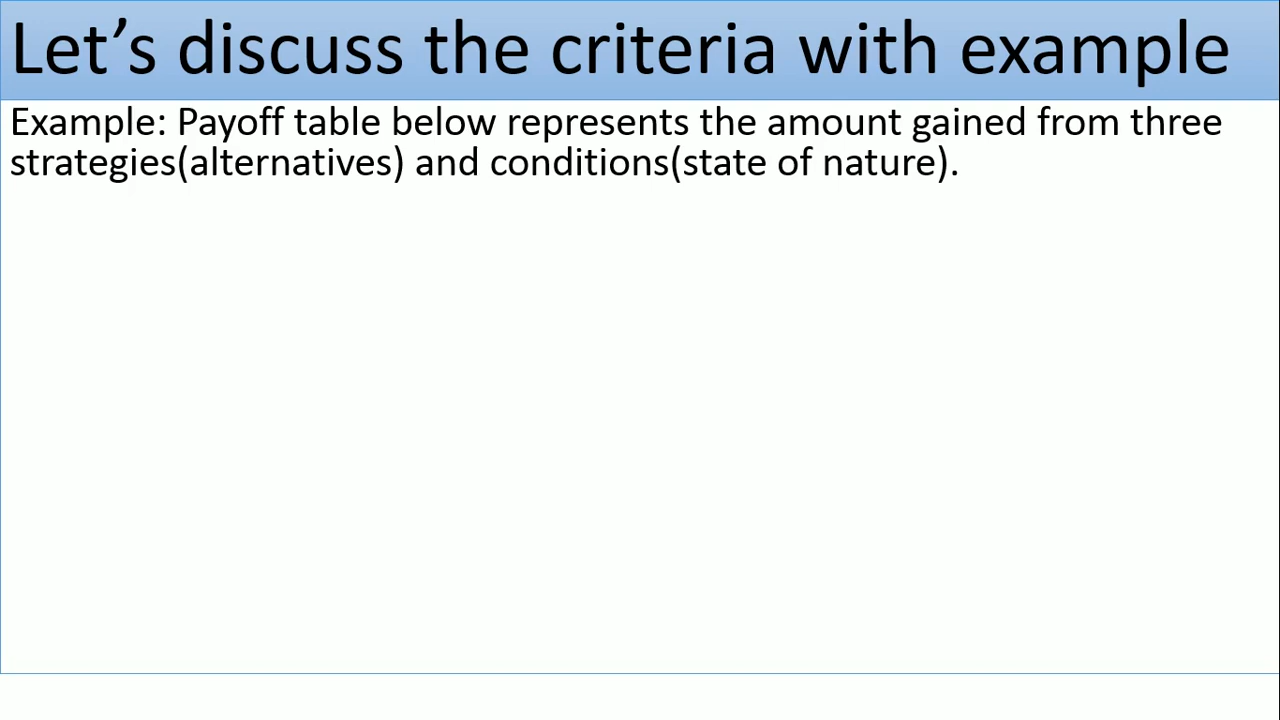 Let’s discuss the criteria with example
Example: Payoff table below represents the amount gained from three
strategies(alternatives) and conditions(state of nature).